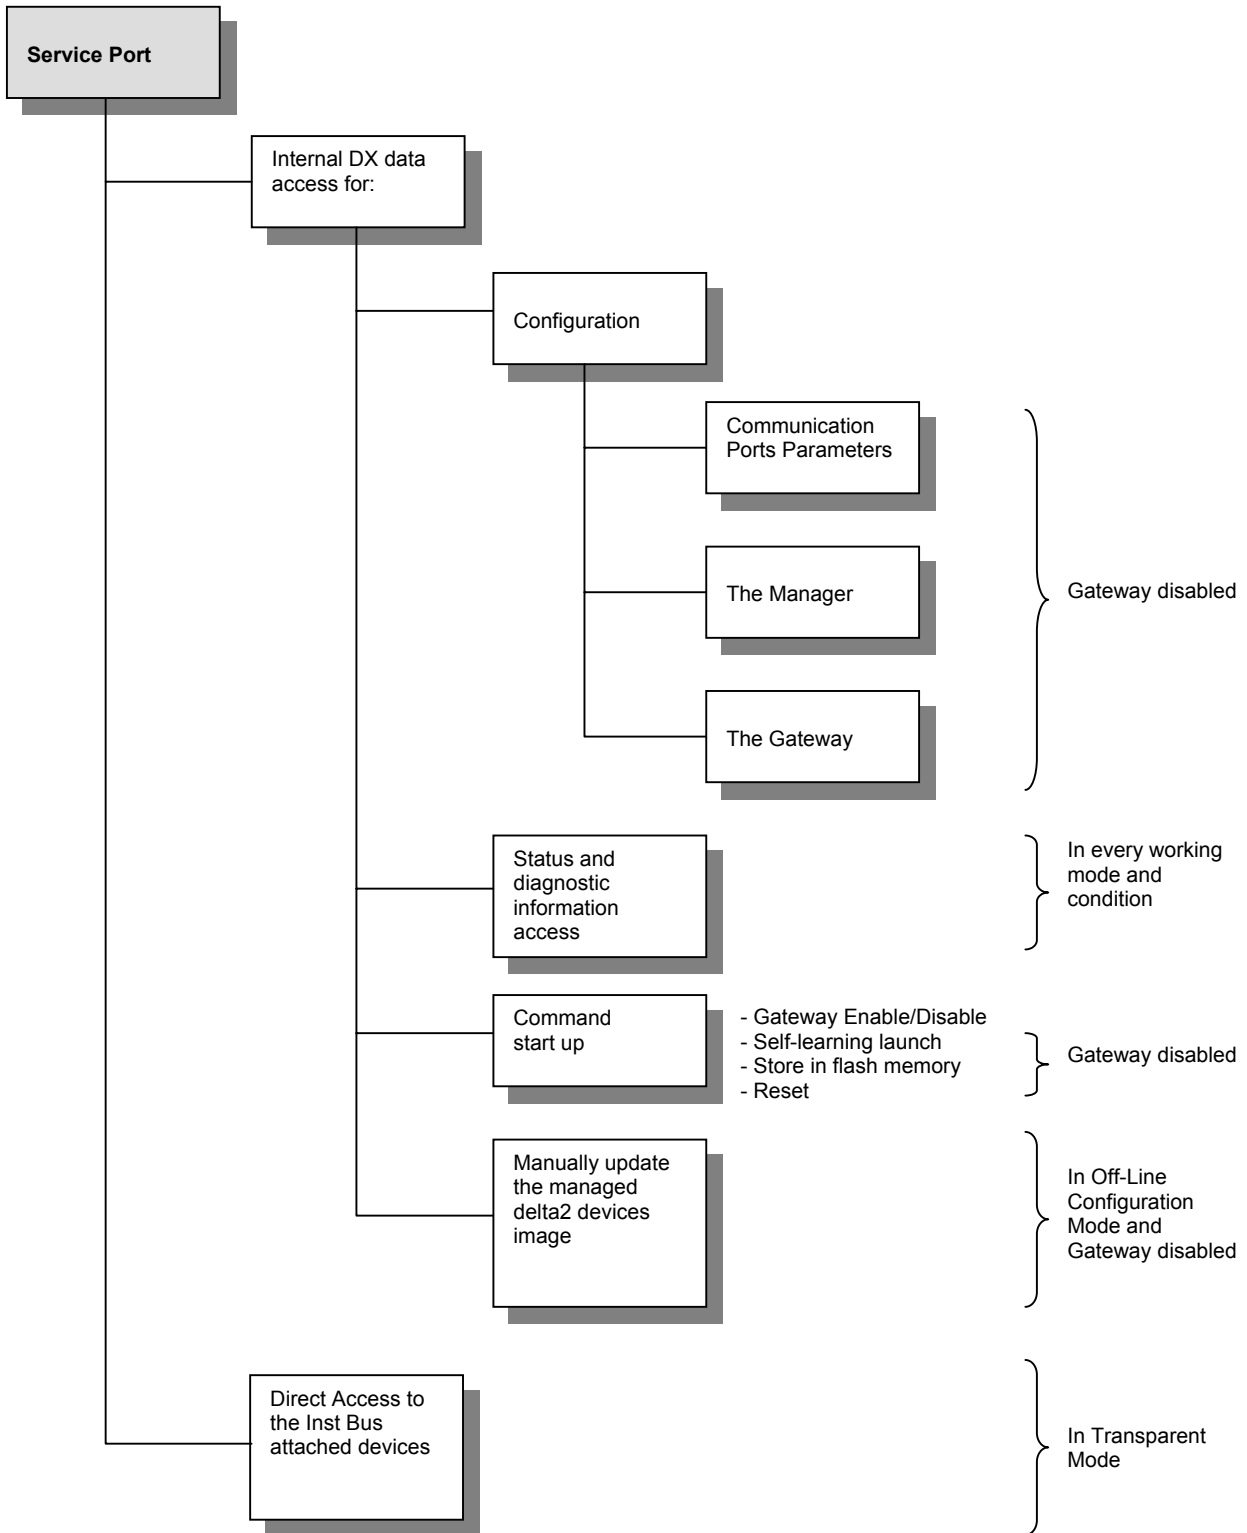 Service Port
Internal DX data
access for:
Configuration
Communication
Ports Parameters
The Manager
Gateway disabled
The Gateway
Status and
diagnostic
information
access
In every working
mode and
condition
Command
start up
- Gateway Enable/Disable
- Self-learning launch
- Store in flash memory
- Reset
Gateway disabled
Manually update
the managed
delta2 devices
image
In Off-Line
Configuration
Mode and
Gateway disabled
Direct Access to
the Inst Bus
attached devices
In Transparent
Mode